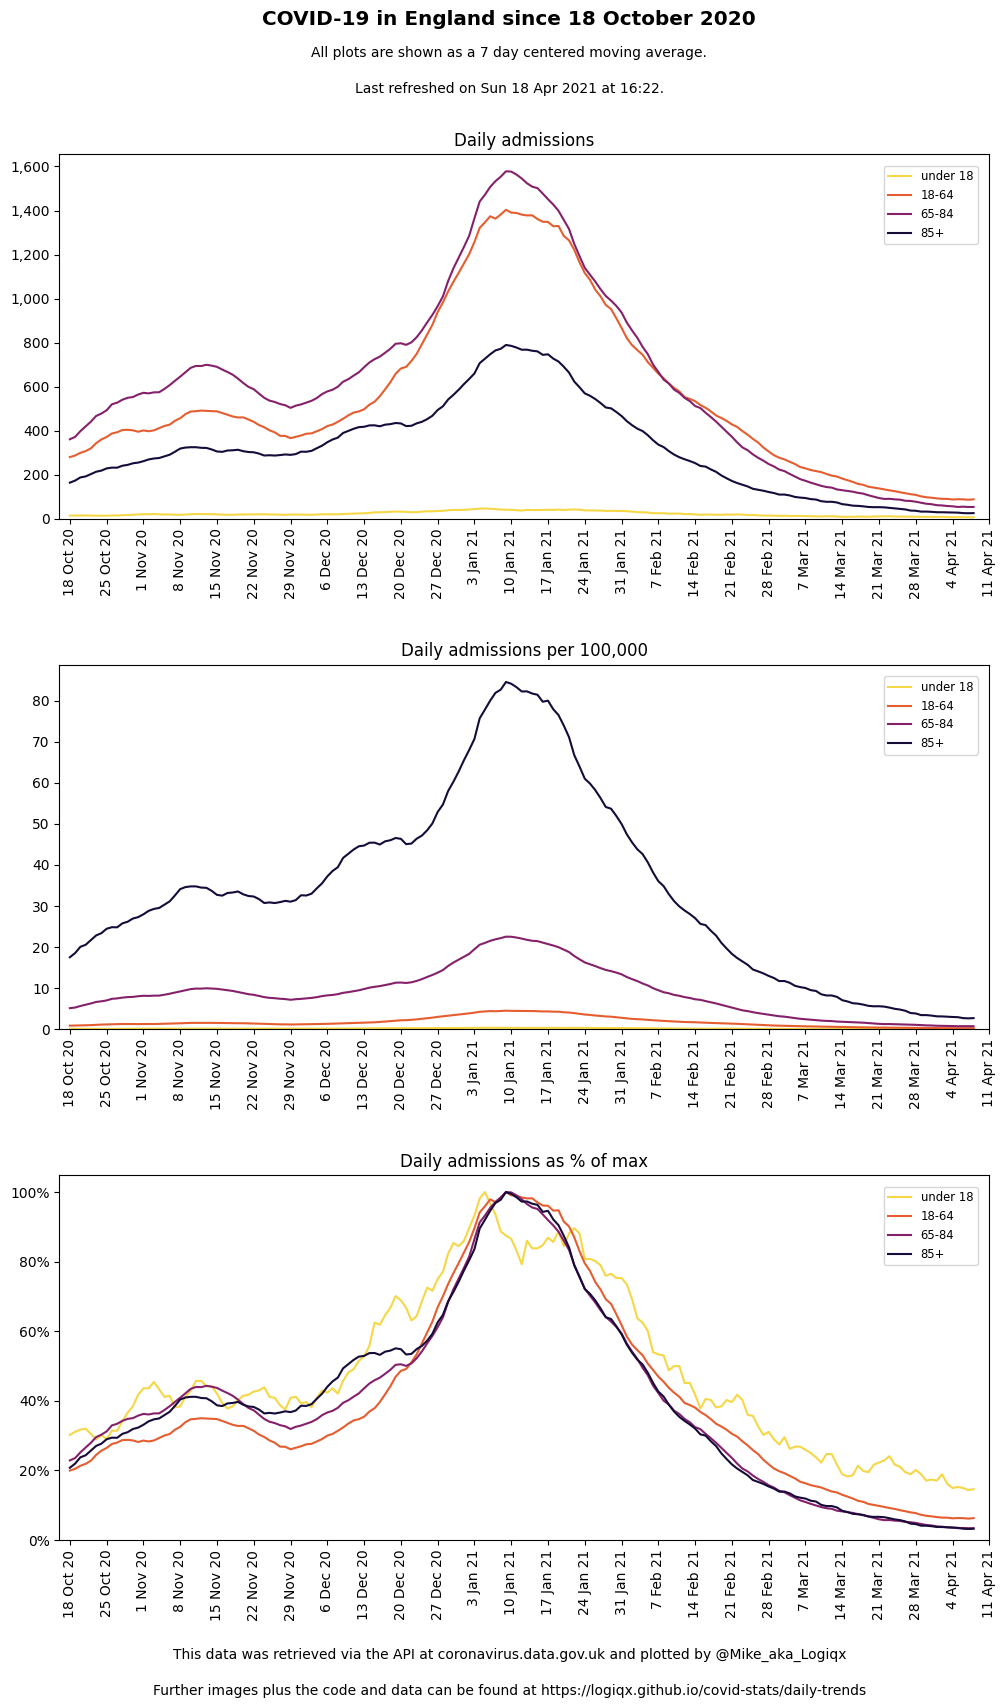 COVID-19 in England since 18 October 2020
All plots are shown as a 7 day centered moving average.
Last refreshed on Sun 18 Apr 2021 at 16:22.
Daily admissions
1,600
1,400
1,200
1,000
800
600
400
200
0
under 18
18-64
65-84
85+
18 Oct 20
25 Oct 20
1 Nov 20
8 Nov 20
15 Nov 20
22 Nov 20
29 Nov 20
6 Dec 20
13 Dec 20
20 Dec 20
27 Dec 20
3 Jan 21
10 Jan 21
17 Jan 21
24 Jan 21
31 Jan 21
7 Feb 21
14 Feb 21
21 Feb 21
28 Feb 21
7 Mar 21
14 Mar 21
21 Mar 21
28 Mar 21
4 Apr 21
11 Apr 21
Daily admissions per 100,000
80
70
60
50
40
30
20
10
0
under 18
18-64
65-84
85+
18 Oct 20
25 Oct 20
1 Nov 20
8 Nov 20
15 Nov 20
22 Nov 20
29 Nov 20
6 Dec 20
13 Dec 20
20 Dec 20
27 Dec 20
3 Jan 21
10 Jan 21
17 Jan 21
24 Jan 21
31 Jan 21
7 Feb 21
14 Feb 21
21 Feb 21
28 Feb 21
7 Mar 21
14 Mar 21
21 Mar 21
28 Mar 21
4 Apr 21
11 Apr 21
Daily admissions as % of max
100%
80%
60%
40%
20%
0%
under 18
18-64
65-84
85+
18 Oct 20
25 Oct 20
1 Nov 20
8 Nov 20
15 Nov 20
22 Nov 20
29 Nov 20
6 Dec 20
13 Dec 20
20 Dec 20
27 Dec 20
3 Jan 21
10 Jan 21
17 Jan 21
24 Jan 21
31 Jan 21
7 Feb 21
14 Feb 21
21 Feb 21
28 Feb 21
7 Mar 21
14 Mar 21
21 Mar 21
28 Mar 21
4 Apr 21
11 Apr 21
This data was retrieved via the API at coronavirus.data.gov.uk and plotted by @Mike_aka_Logiqx
Further images plus the code and data can be found at https://logiqx.github.io/covid-stats/daily-trends